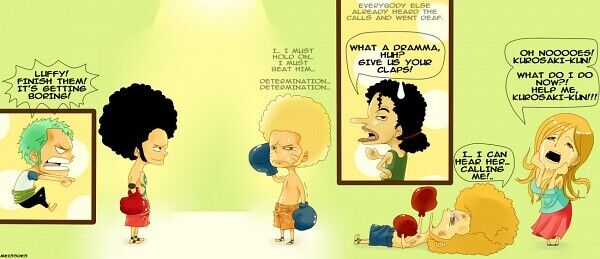 LUFFY!
FINISH THEM!
IT'S GETTING
BORING!
I... I MUST
HOLD ON...
I MUST
BEAT HIM...
DETERMINATION...
DETERMINATION...
EVERYBODY ELSE
ALREADY HEARD THE
CALLS AND WENT DEAF.
WHAT A DRAMMA,
HUH?
GIVE US YOUR
CLAPS!
I... I CAN
HEAR HER...
CALLING
ME!..
OH NOOOOES!
KUROSAKI-KUN!
WHAT DO I DO
NOW?!
HELP ME,
KUROSAKI-KUN!!!